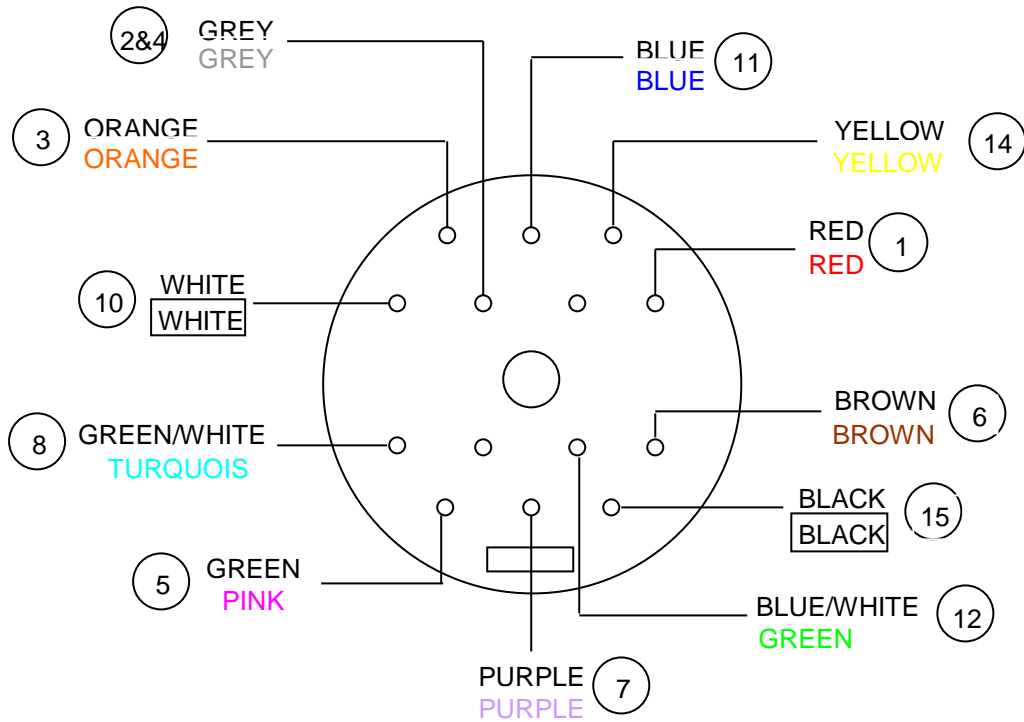 2&4
GREY
GREY
BLUE
BLUE
11
3
ORANGE
ORANGE
YELLOW
YELLOW
14
RED
RED
1
10
WHITE
WHITE
BROWN
BROWN
6
8
GREEN/WHITE
TURQUOIS
BLACK
BLACK
15
5
GREEN
PINK
BLUE/WHITE
GREEN
12
PURPLE
PURPLE
7